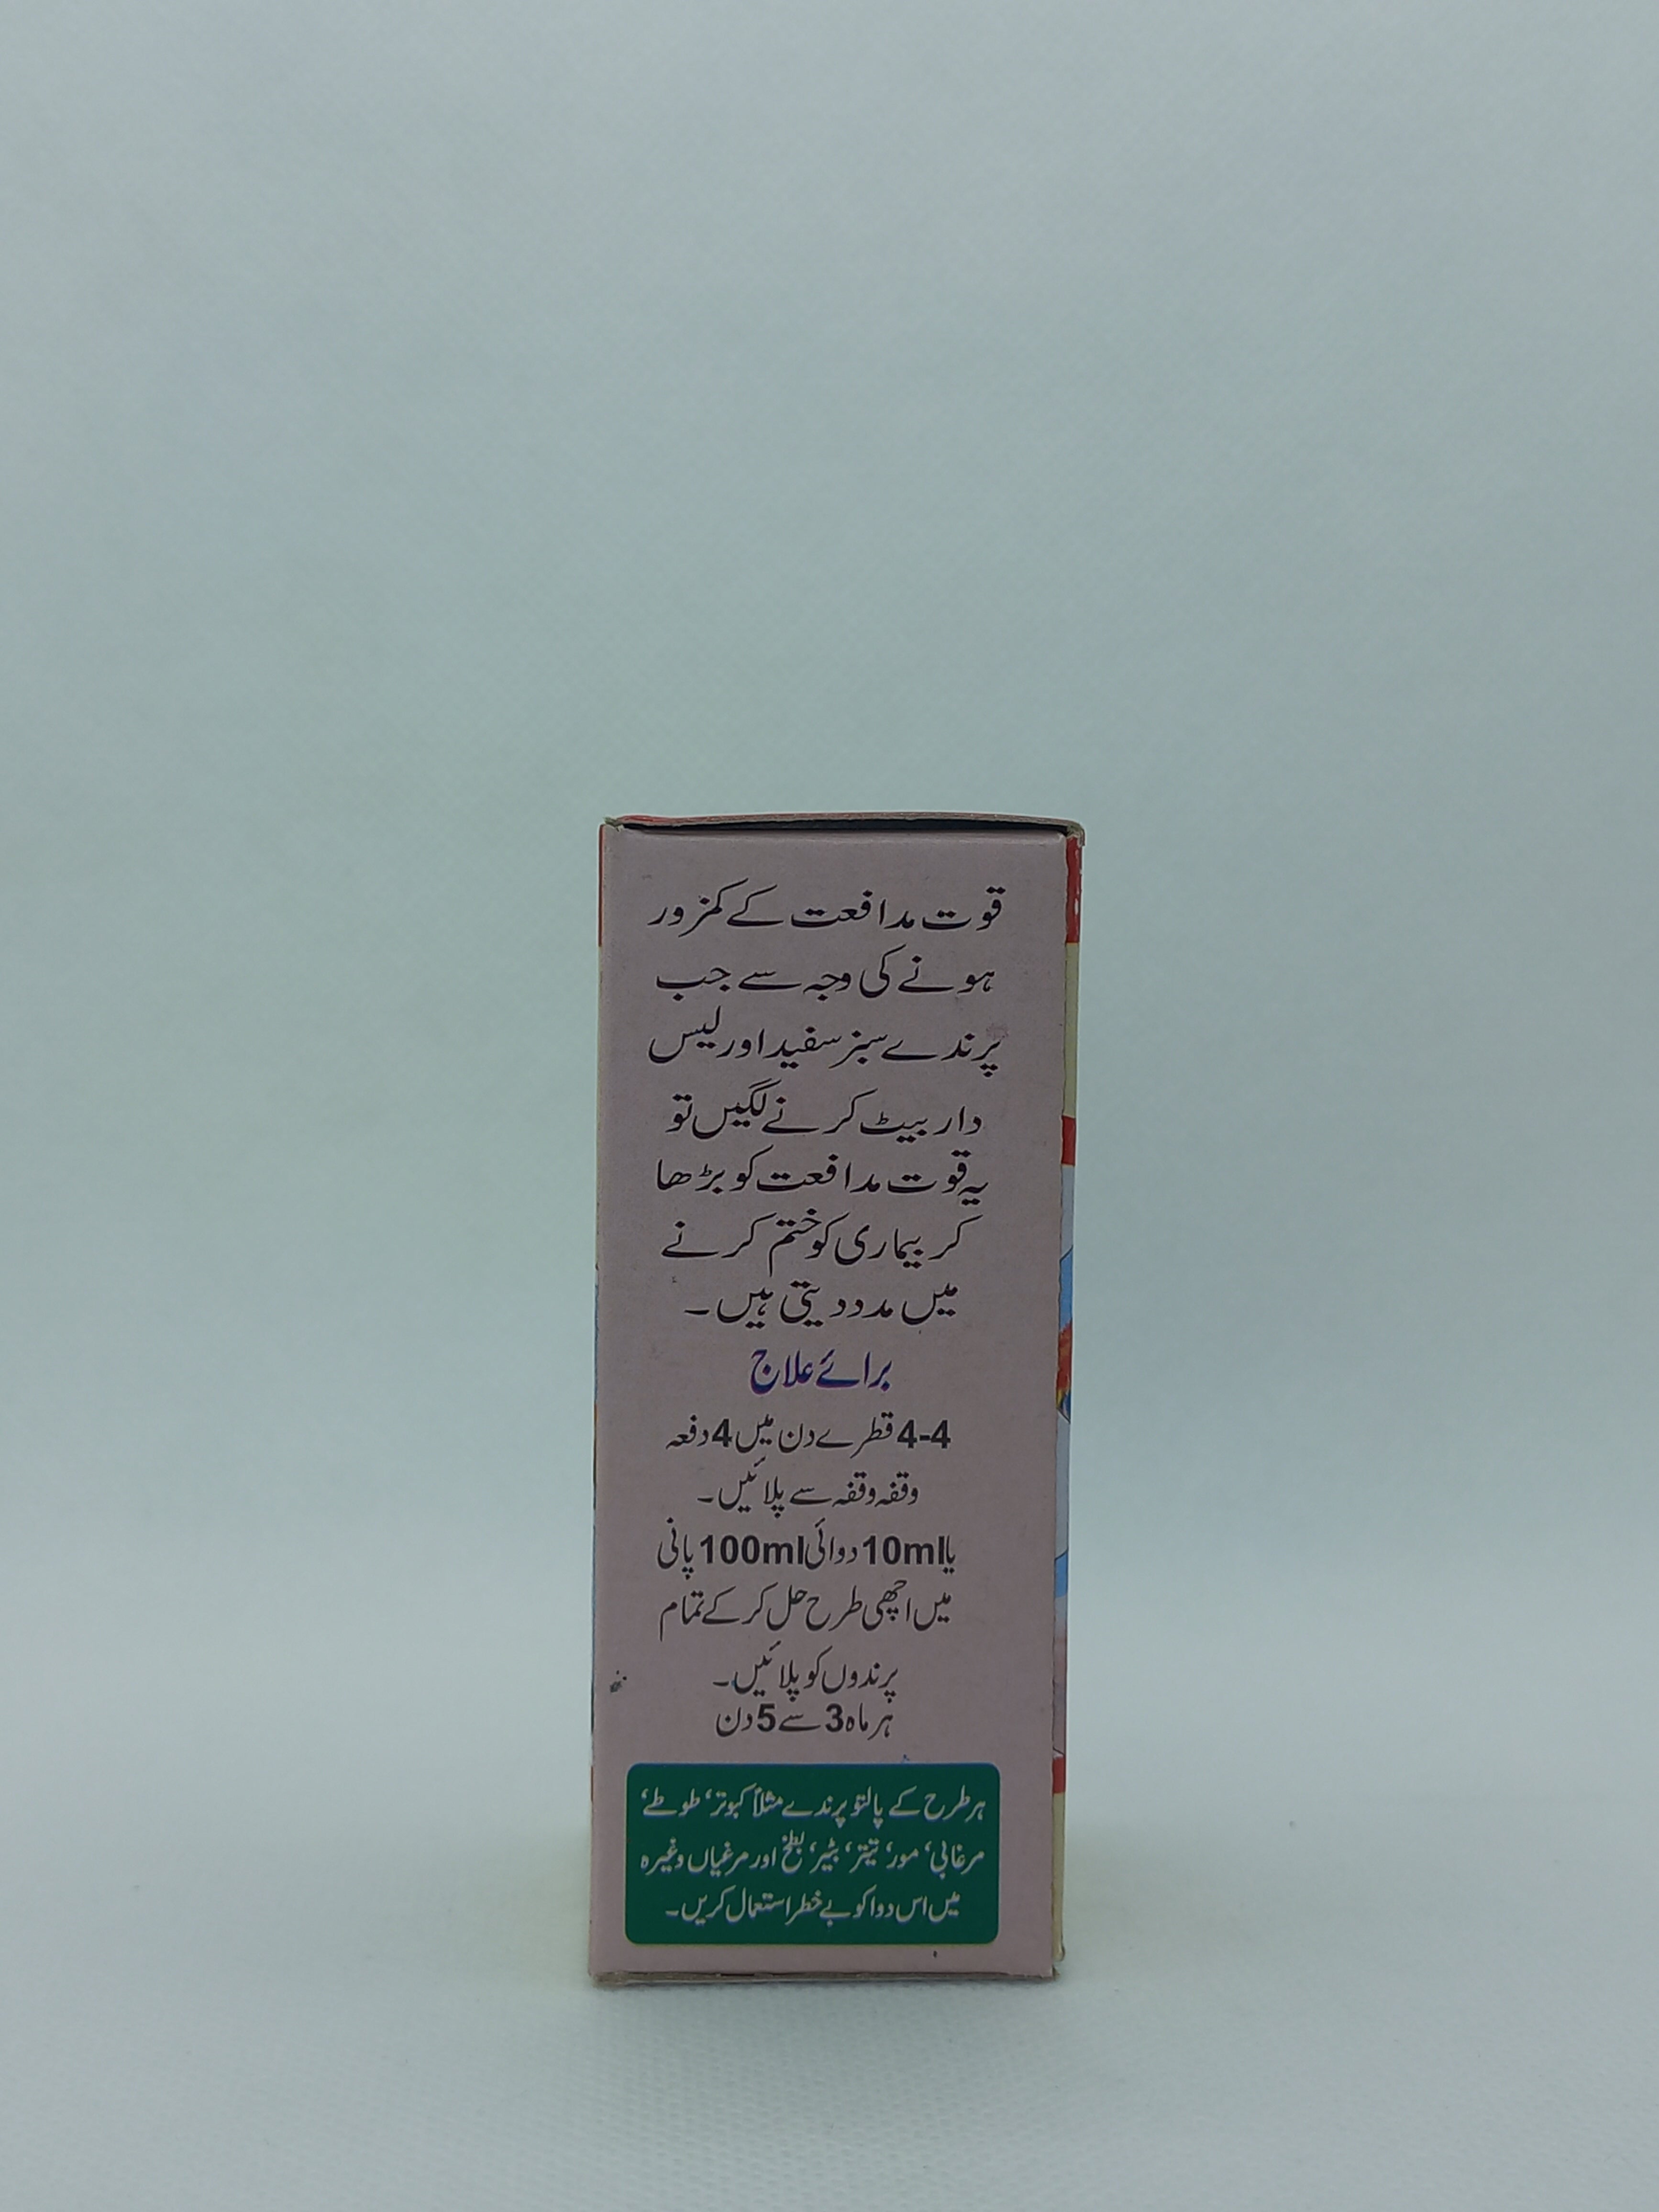 قوت مدافعت کے کمزور
ہونے کی وجہ سے جب
پرندے سبز سفید اور لیس
دار بیٹ کرنے لگیں تو
یہ قوت مدافعت کو بڑھا
کر بیماری کو ختم کرنے
میں مدد دیتی ہیں۔
برائے علاج
4-4 قطرے دن میں 4 دفعہ
وقفہ وقفہ سے پلائیں۔
یا 10ml دوائی 100ml پانی
میں اچھی طرح حل کر کے تمام
پرندوں کو پلائیں۔
ہر ماہ 3 سے 5 دن
ہر طرح کے پالتو پرندے مثلاً کبوتر‘ طوطے‘
مرغابی‘ مور‘ تیتر‘ بٹیر‘ بطخ اور مرغیاں وغیرہ
میں اس دوا کو بے خطر استعمال کریں۔